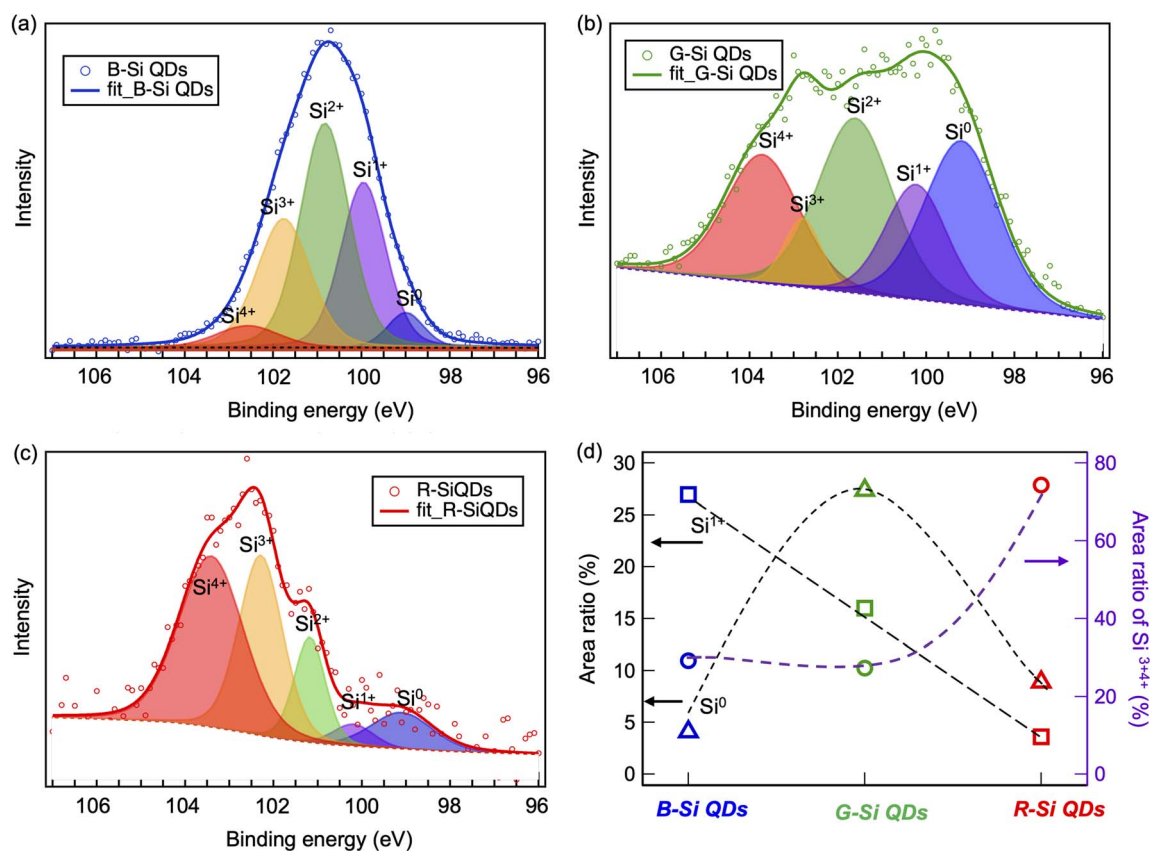 (a)
B-Si QDs
fit_B-Si QDs
Si2+
Si1+
Si3+
Si0
Si4+
Intensity
106 104 102 100 98 96
Binding energy (eV)
(b)
G-Si QDs
fit_G-Si QDs
Si2+
Si0
Si4+
Si1+
Si3+
Intensity
106 104 102 100 98 96
Binding energy (eV)
(c)
R-SiQDs
fit_R-SiQDs
Si3+
Si4+
Si2+
Si1+
Si0
Intensity
106 104 102 100 98 96
Binding energy (eV)
(d)
30
25
20
15
10
5
0
Area ratio (%)
Si1+
Si0
80
60
40
20
0
Area ratio of Si 3+4+ (%)
B-Si QDs G-Si QDs R-Si QDs